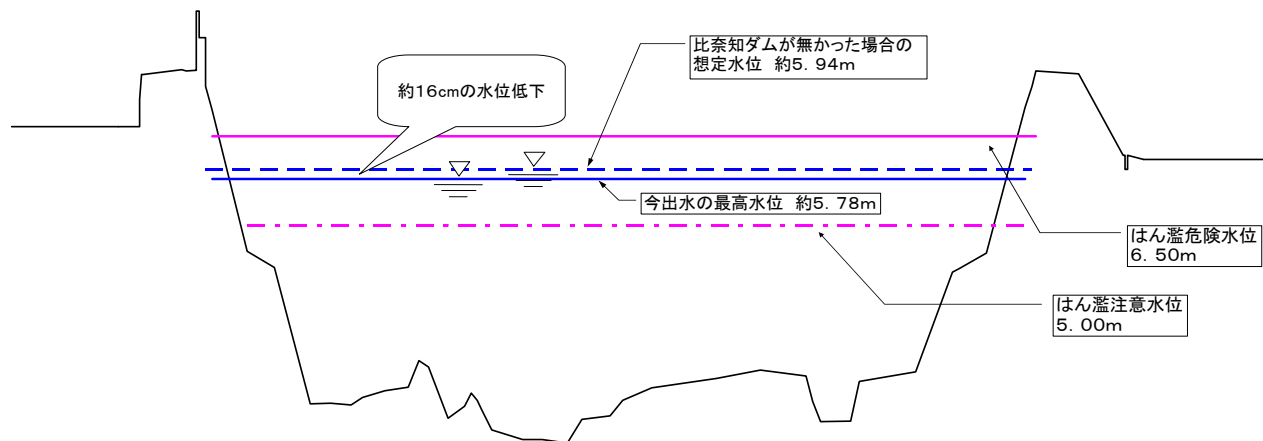 比奈知ダムが無かった場合の
想定水位 約5.94m
約16cmの水位低下
今出水の最高水位 約5.78m
はん濫危険水位
6.50m
はん濫注意水位
5.00m